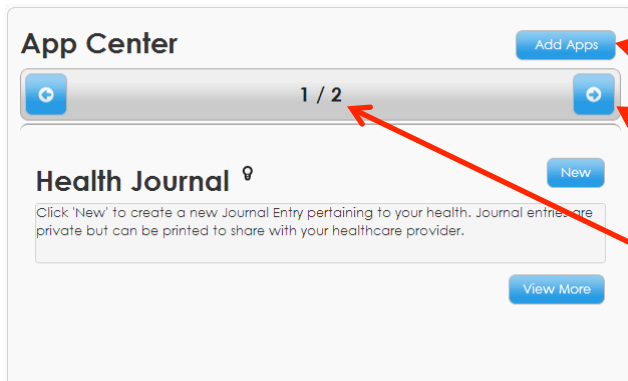 App Center
Add Apps
1 / 2
Health Journal
New
Click 'New' to create a new Journal Entry pertaining to your health. Journal entries are
private but can be printed to share with your healthcare provider.
View More